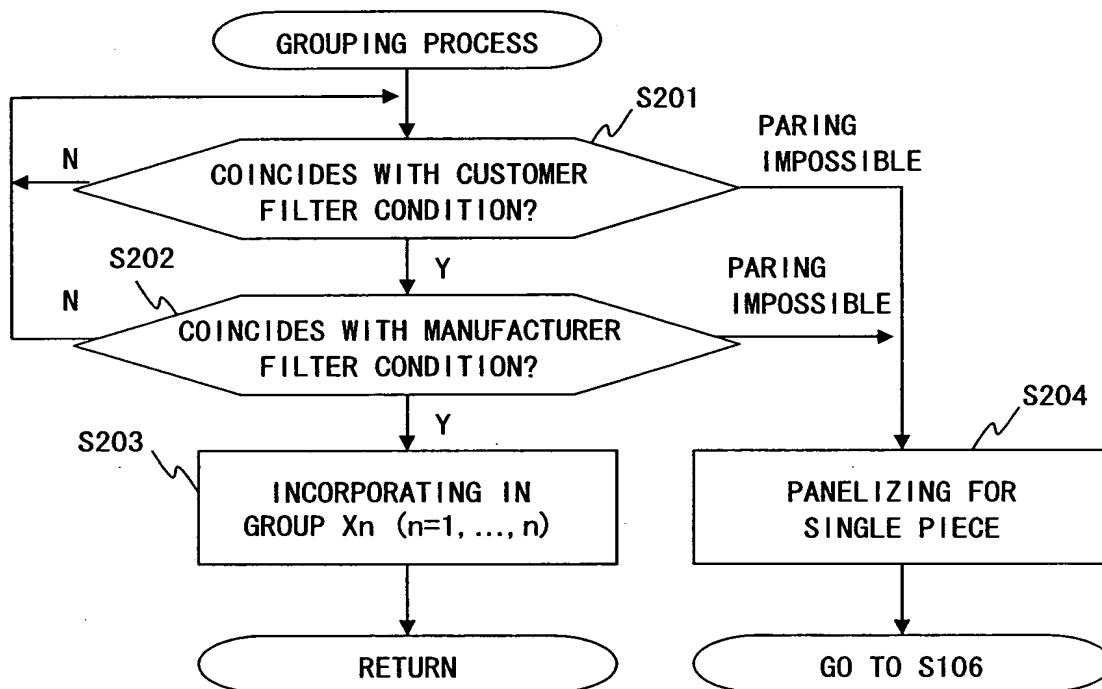 GROUPING PROCESS
S201
PARING
IMPOSSIBLE
N
COINCIDES WITH CUSTOMER
FILTER CONDITION?
S202
Y
PARING
IMPOSSIBLE
N
COINCIDES WITH MANUFACTURER
FILTER CONDITION?
S204
Y
S203
INCORPORATING IN
GROUP Xn (n=1,...,n)
PANELIZING FOR
SINGLE PIECE
RETURN
GO TO S106